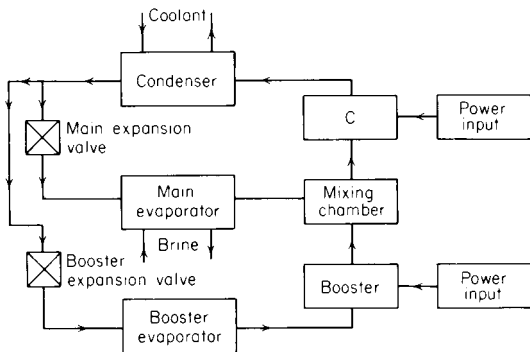 Coolant
Condenser
C
Power
input
Main expansion
valve
Main
evaporator
Mixing
chamber
Brine
Booster
expansion valve
Booster
Power
input
Booster
evaporator